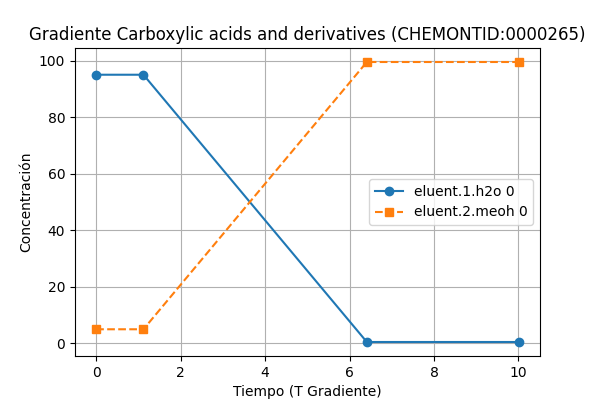 Gradiente Carboxylic acids and derivatives (CHEMONTID:0000265)
100
80
60
40
20
0
Concentración
eluent.1.h2o 0
eluent.2.meoh 0
0 2 4 6 8 10
Tiempo (T Gradiente)